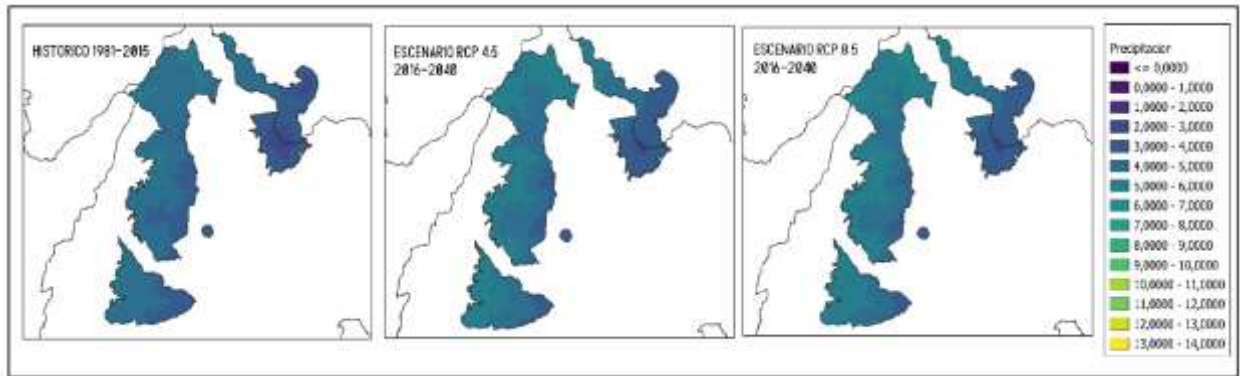 HISTORICO 1981-2015
ESCENARIO RCP 4.5
2016-2040
ESCENARIO RCP 8.5
2016-2040
Precipitacion
<= 0,0000
0,0000 - 1,0000
1,0000 - 2,0000
2,0000 - 3,0000
3,0000 - 4,0000
4,0000 - 5,0000
5,0000 - 6,0000
6,0000 - 7,0000
7,0000 - 8,0000
8,0000 - 9,0000
9,0000 - 10,0000
10,0000 - 11,0000
11,0000 - 12,0000
12,0000 - 13,0000
13,0000 - 14,0000